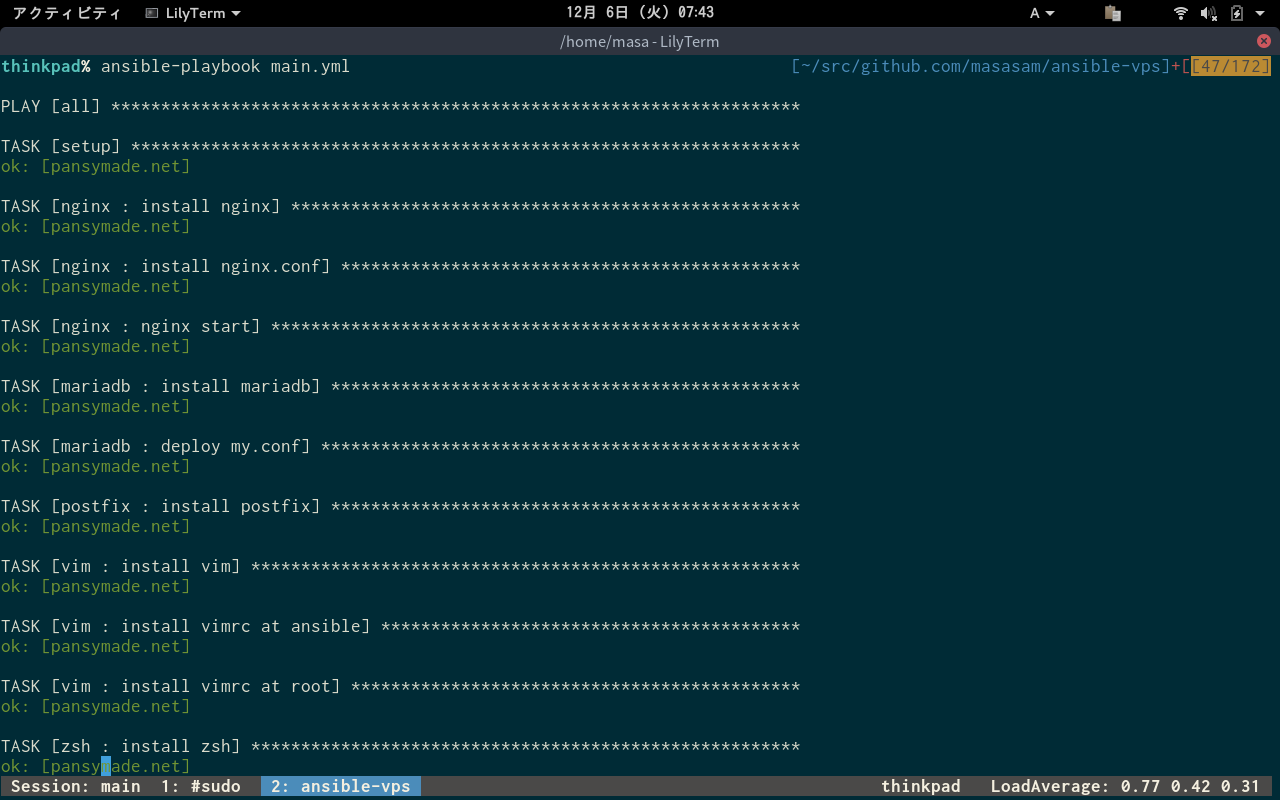 アクティビティ LilyTerm 12月 6日 (火) 07:43 A
/home/masa - LilyTerm
thinkpad% ansible-playbook main.yml [~/src/github.com/masasam/ansible-vps]+[[47/172]
PLAY [all] *********************************************************************
TASK [setup] *******************************************************************
ok: [pansymade.net]
TASK [nginx : install nginx] ***************************************************
ok: [pansymade.net]
TASK [nginx : install nginx.conf] **********************************************
ok: [pansymade.net]
TASK [nginx : nginx start] *****************************************************
ok: [pansymade.net]
TASK [mariadb : install mariadb] ***********************************************
ok: [pansymade.net]
TASK [mariadb : deploy my.conf] ************************************************
ok: [pansymade.net]
TASK [postfix : install postfix] ***********************************************
ok: [pansymade.net]
TASK [vim : install vim] *******************************************************
ok: [pansymade.net]
TASK [vim : install vimrc at ansible] ******************************************
ok: [pansymade.net]
TASK [vim : install vimrc at root] *********************************************
ok: [pansymade.net]
TASK [zsh : install zsh] *******************************************************
ok: [pansymade.net]
Session: main 1: #sudo 2: ansible-vps thinkpad LoadAverage: 0.77 0.42 0.31